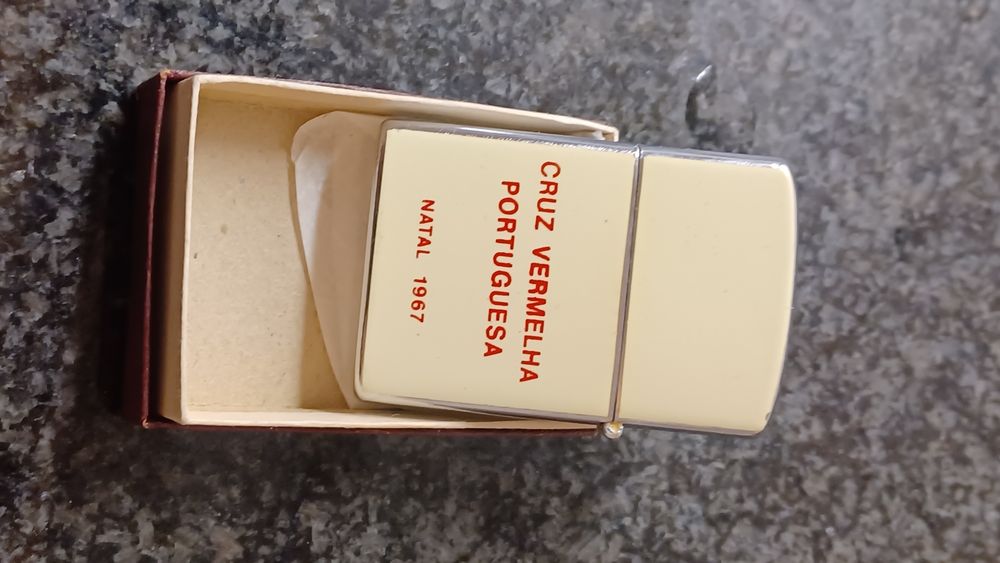 CRUZ VERMELHA
PORTUGUESA
NATAL 1967